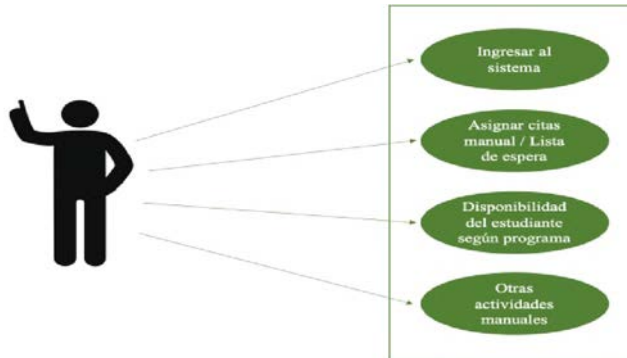 Ingresar al
sistema
Asignar citas
manual / Lista
de espera
Disponibilidad
del estudiante
según programa
Otras
actividades
manuales